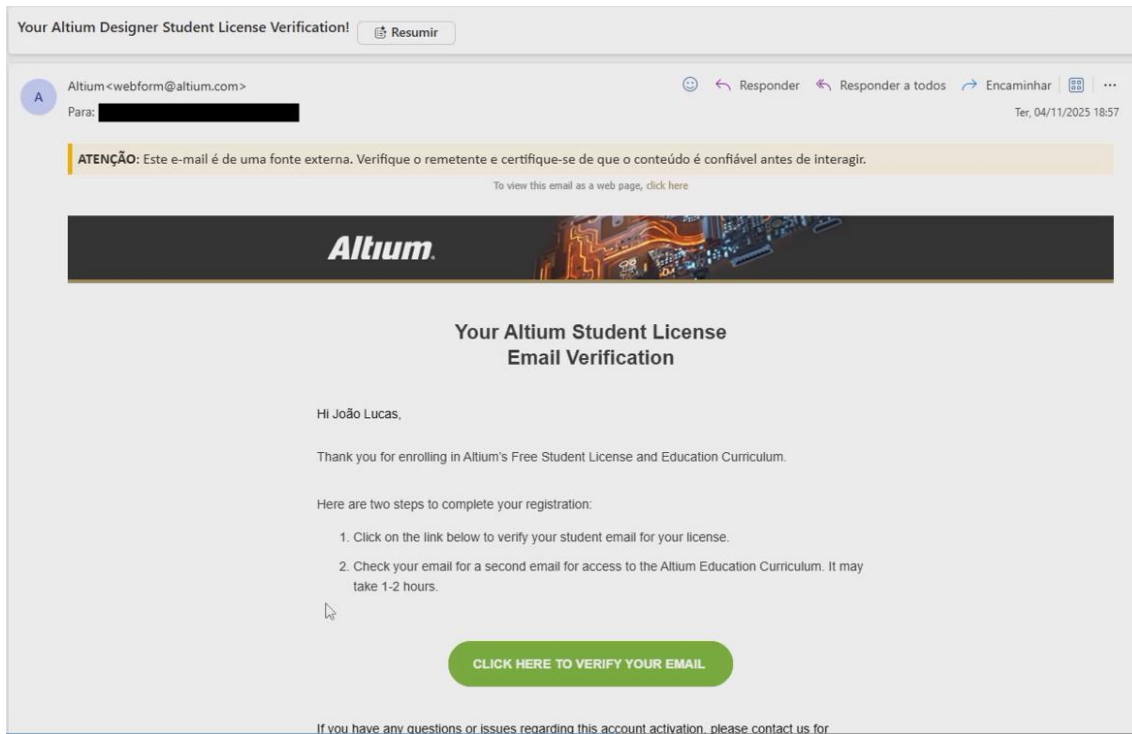 Your Altium Designer Student License Verification! Resumir
A
Altium<webform@altium.com> Responder Responder a todos Encaminhar
Para:
Ter, 04/11/2025 18:57
ATENÇÃO: Este e-mail é de uma fonte externa. Verifique o remetente e certifique-se de que o conteúdo é confiável antes de interagir.
To view this email as a web page, click here
Altium.
Your Altium Student License
Email Verification
Hi João Lucas,
Thank you for enrolling in Altium's Free Student License and Education Curriculum.
Here are two steps to complete your registration:
1. Click on the link below to verify your student email for your license.
2. Check your email for a second email for access to the Altium Education Curriculum. It may
take 1-2 hours.
CLICK HERE TO VERIFY YOUR EMAIL
If you have any questions or issues regarding this account activation, please contact us for